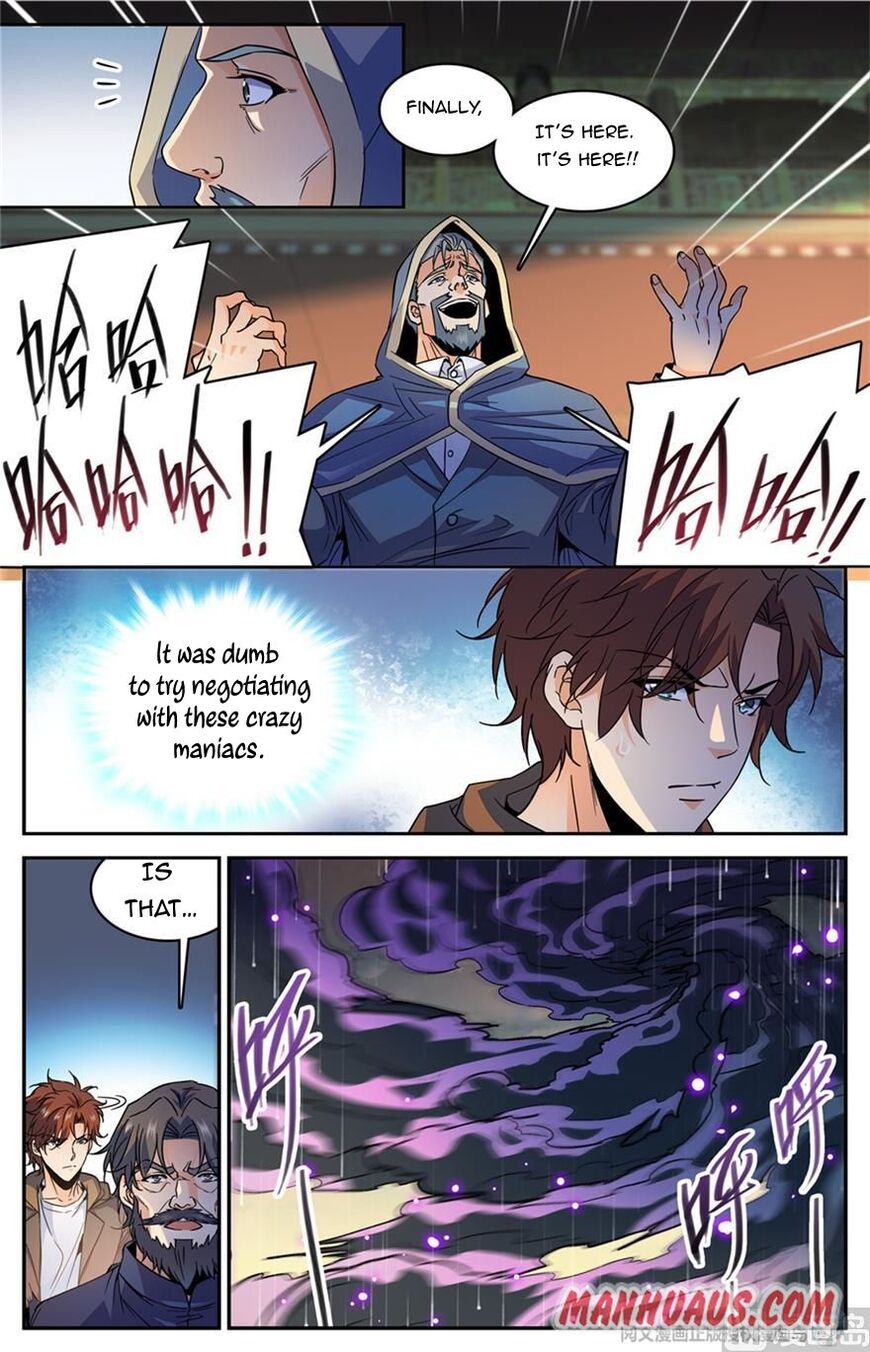 FINALLY,
IT'S HERE.
IT'S HERE!!
哈哈
哈哈哈!!
哈哈!!
It was dumb
to try negotiating
with these crazy
maniacs.
IS
THAT...
呼
呼呼
MANHUAUS.COM